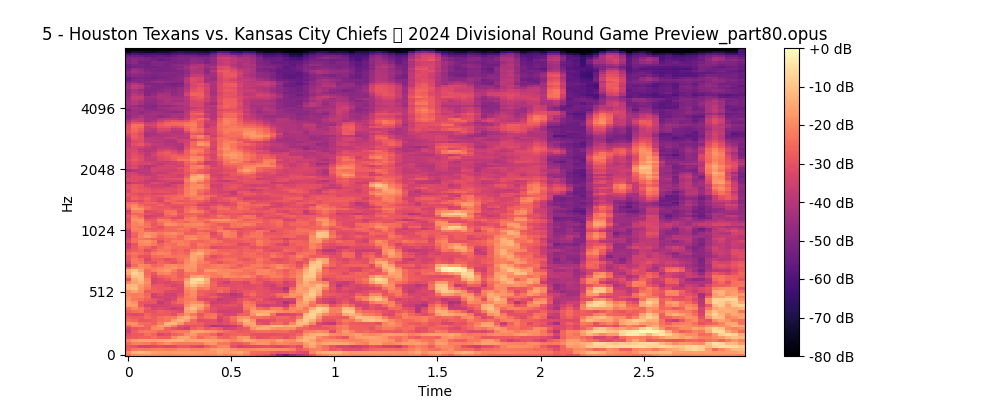 5 - Houston Texans vs. Kansas City Chiefs ▯ 2024 Divisional Round Game Preview_part80.opus
+0 dB
4096
-10 dB
-20 dB
2048
-30 dB
Hz
-40 dB
1024
-50 dB
512
-60 dB
-70 dB
0
-80 dB
0 0.5 1 1.5 2 2.5
Time